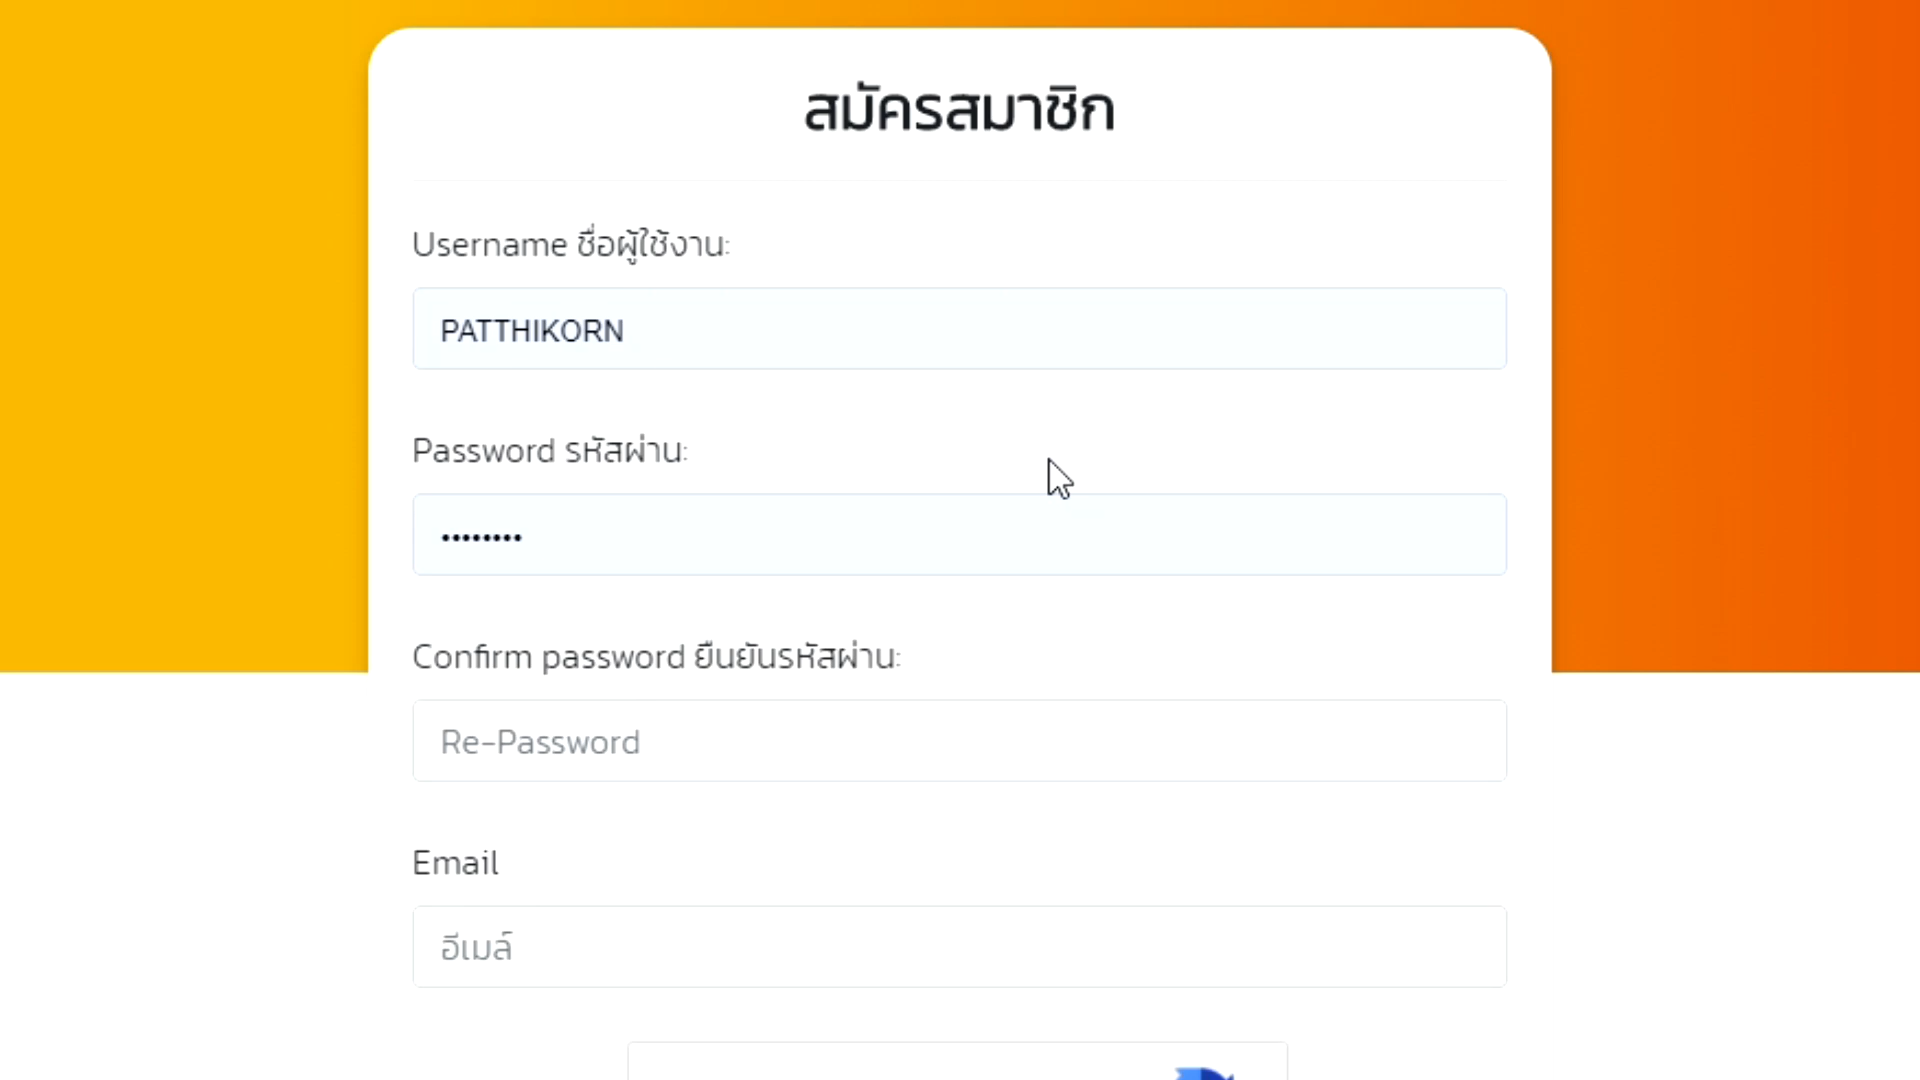 สมัครสมาชิก
Username ชื่อผู้ใช้งาน:
PATTHIKORN
Password รหัสผ่าน:
••••••••
Confirm password ยืนยันรหัสผ่าน:
Re-Password
Email
อีเมล์